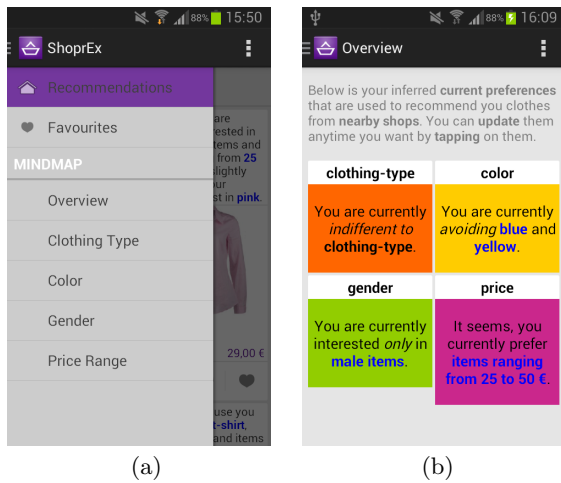 88% 15:50
ShoprEx
Recommendations
Favourites
MINDMAP
Overview
Clothing Type
Color
Gender
Price Range
are
rested in
tems and
from 25
slightly
our
st in pink.
29,00 €
use you
t-shirt,
and items
(a)
88% 16:09
Overview
Below is your inferred current preferences
that are used to recommend you clothes
from nearby shops. You can update them
anytime you want by tapping on them.
clothing-type
You are currently
indifferent to
clothing-type.
color
You are currently
avoiding blue and
yellow.
gender
You are currently
interested only in
male items.
price
It seems, you
currently prefer
items ranging
from 25 to 50 €.
(b)